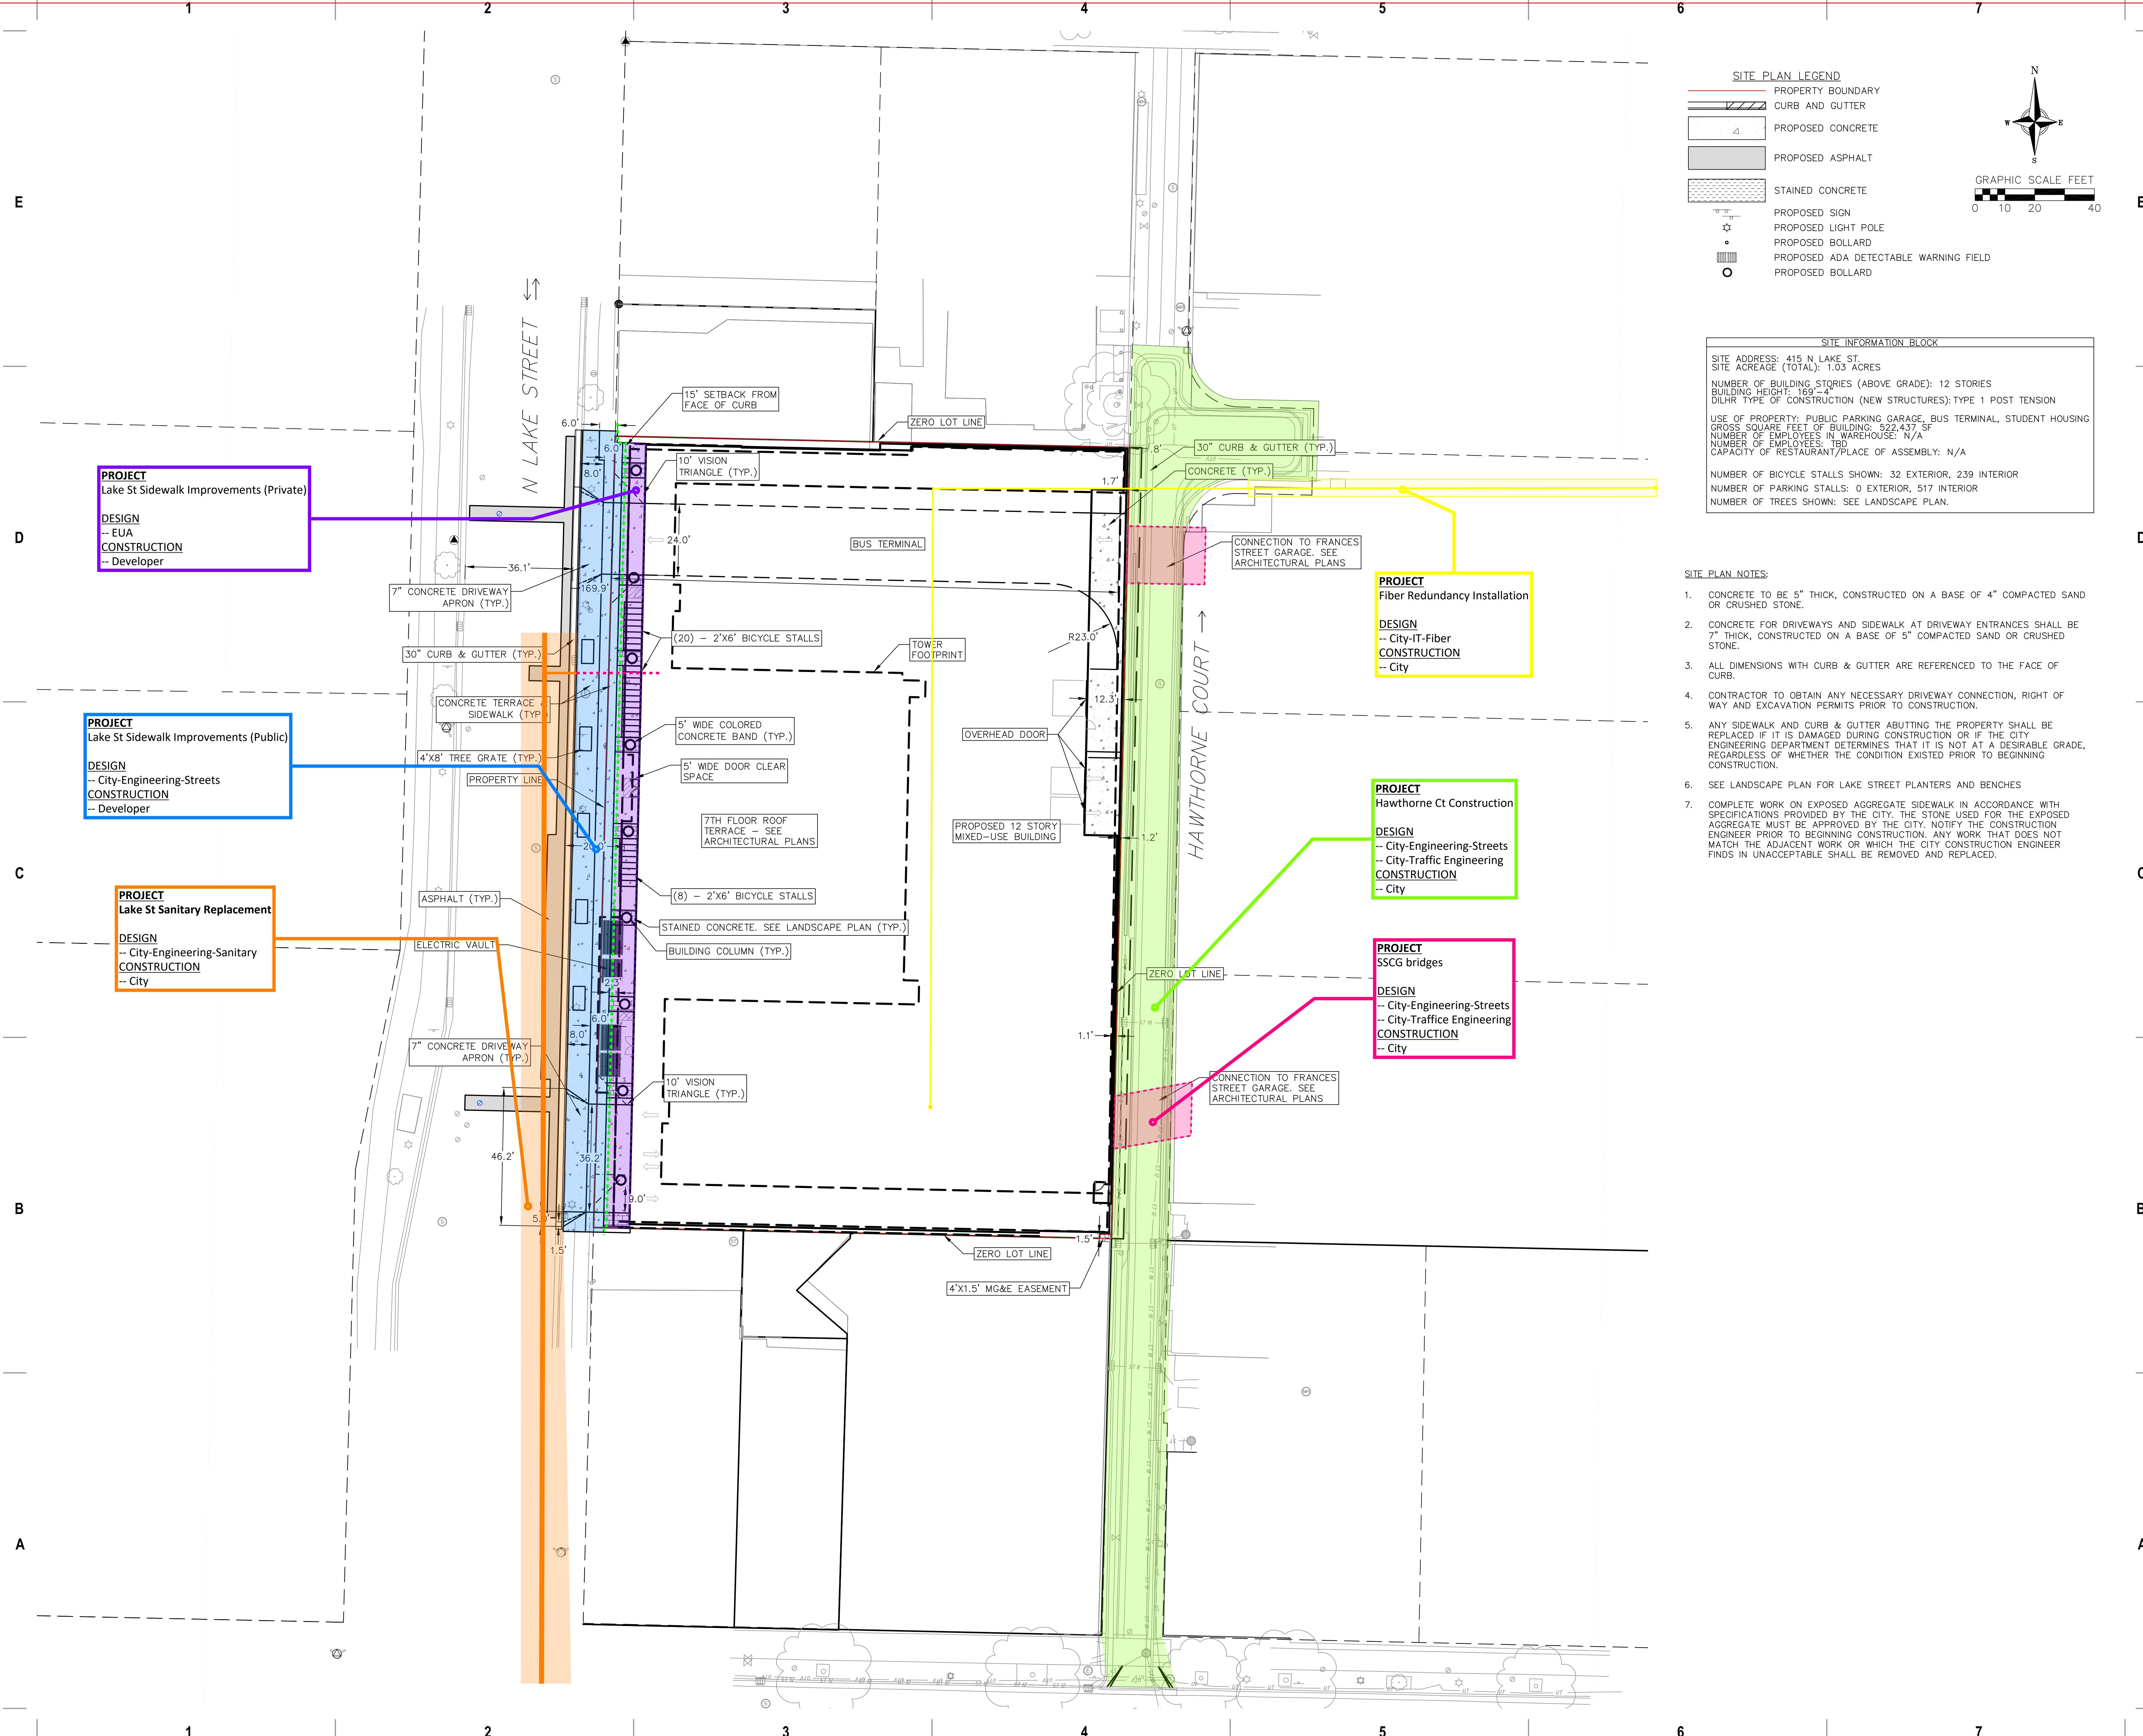 1 2 3 4 5 6 7
E
D
C
B
A
SITE PLAN LEGEND
PROPERTY BOUNDARY
CURB AND GUTTER
PROPOSED CONCRETE
PROPOSED ASPHALT
STAINED CONCRETE
PROPOSED SIGN
PROPOSED LIGHT POLE
PROPOSED BOLLARD
PROPOSED ADA DETECTABLE WARNING FIELD
PROPOSED BOLLARD
N
W E
S
GRAPHIC SCALE FEET
0 10 20 40
SITE INFORMATION BLOCK
SITE ADDRESS: 415 N LAKE ST.
SITE ACREAGE (TOTAL): 1.03 ACRES
NUMBER OF BUILDING STORIES (ABOVE GRADE): 12 STORIES
BUILDING HEIGHT: 169'-4"
DILHR TYPE OF CONSTRUCTION (NEW STRUCTURES): TYPE 1 POST TENSION
USE OF PROPERTY: PUBLIC PARKING GARAGE, BUS TERMINAL, STUDENT HOUSING
GROSS SQUARE FEET OF BUILDING: 522,437 SF
NUMBER OF EMPLOYEES IN WAREHOUSE: N/A
NUMBER OF EMPLOYEES: TBD
CAPACITY OF RESTAURANT/PLACE OF ASSEMBLY: N/A
NUMBER OF BICYCLE STALLS SHOWN: 32 EXTERIOR, 239 INTERIOR
NUMBER OF PARKING STALLS: 0 EXTERIOR, 517 INTERIOR
NUMBER OF TREES SHOWN: SEE LANDSCAPE PLAN.
SITE PLAN NOTES:
1. CONCRETE TO BE 5" THICK, CONSTRUCTED ON A BASE OF 4" COMPACTED SAND
OR CRUSHED STONE.
2. CONCRETE FOR DRIVEWAYS AND SIDEWALK AT DRIVEWAY ENTRANCES SHALL BE
7" THICK, CONSTRUCTED ON A BASE OF 5" COMPACTED SAND OR CRUSHED
STONE.
3. ALL DIMENSIONS WITH CURB & GUTTER ARE REFERENCED TO THE FACE OF
CURB.
4. CONTRACTOR TO OBTAIN ANY NECESSARY DRIVEWAY CONNECTION, RIGHT OF
WAY AND EXCAVATION PERMITS PRIOR TO CONSTRUCTION.
5. ANY SIDEWALK AND CURB & GUTTER ABUTTING THE PROPERTY SHALL BE
REPLACED IF IT IS DAMAGED DURING CONSTRUCTION OR IF THE CITY
ENGINEERING DEPARTMENT DETERMINES THAT IT IS NOT AT A DESIRABLE GRADE,
REGARDLESS OF WHETHER THE CONDITION EXISTED PRIOR TO BEGINNING
CONSTRUCTION.
6. SEE LANDSCAPE PLAN FOR LAKE STREET PLANTERS AND BENCHES
7. COMPLETE WORK ON EXPOSED AGGREGATE SIDEWALK IN ACCORDANCE WITH
SPECIFICATIONS PROVIDED BY THE CITY. THE STONE USED FOR THE EXPOSED
AGGREGATE MUST BE APPROVED BY THE CITY. NOTIFY THE CONSTRUCTION
ENGINEER PRIOR TO BEGINNING CONSTRUCTION. ANY WORK THAT DOES NOT
MATCH THE ADJACENT WORK OR WHICH THE CITY CONSTRUCTION ENGINEER
FINDS IN UNACCEPTABLE SHALL BE REMOVED AND REPLACED.
PROJECT
Lake St Sidewalk Improvements (Private)
DESIGN
-- EUA
CONSTRUCTION
-- Developer
PROJECT
Lake St Sidewalk Improvements (Public)
DESIGN
-- City-Engineering-Streets
CONSTRUCTION
-- Developer
PROJECT
Lake St Sanitary Replacement
DESIGN
-- City-Engineering-Sanitary
CONSTRUCTION
-- City
PROJECT
Fiber Redundancy Installation
DESIGN
-- City-IT-Fiber
CONSTRUCTION
-- City
PROJECT
Hawthorne Ct Construction
DESIGN
-- City-Engineering-Streets
-- City-Traffic Engineering
CONSTRUCTION
-- City
PROJECT
SSCG bridges
DESIGN
-- City-Engineering-Streets
-- City-Traffice Engineering
CONSTRUCTION
-- City
N LAKE STREET
HAWTHORNE COURT
15' SETBACK FROM
FACE OF CURB
ZERO LOT LINE
6.0'
6.0'
8.0'
10' VISION
TRIANGLE (TYP.)
.8'
30" CURB & GUTTER (TYP.)
CONCRETE (TYP.)
1.7'
24.0'
BUS TERMINAL
CONNECTION TO FRANCES
STREET GARAGE. SEE
ARCHITECTURAL PLANS
36.1'
7" CONCRETE DRIVEWAY
APRON (TYP.)
169.9'
(20) - 2'X6' BICYCLE STALLS
R23.0'
TOWER
FOOTPRINT
30" CURB & GUTTER (TYP.)
CONCRETE TERRACE &
SIDEWALK (TYP.)
12.3'
5' WIDE COLORED
CONCRETE BAND (TYP.)
OVERHEAD DOOR
4'X8' TREE GRATE (TYP.)
5' WIDE DOOR CLEAR
SPACE
PROPERTY LINE
7TH FLOOR ROOF
TERRACE - SEE
ARCHITECTURAL PLANS
PROPOSED 12 STORY
MIXED-USE BUILDING
1.2'
20.0'
(8) - 2'X6' BICYCLE STALLS
ASPHALT (TYP.)
STAINED CONCRETE. SEE LANDSCAPE PLAN (TYP.)
ELECTRIC VAULT
BUILDING COLUMN (TYP.)
ZERO LOT LINE
2.3'
6.0'
8.0'
1.1'
7" CONCRETE DRIVEWAY
APRON (TYP.)
10' VISION
TRIANGLE (TYP.)
CONNECTION TO FRANCES
STREET GARAGE. SEE
ARCHITECTURAL PLANS
46.2'
36.2'
9.0'
1.5'
1.5'
ZERO LOT LINE
4'X1.5' MG&E EASEMENT
1 2 3 4 5 6 7